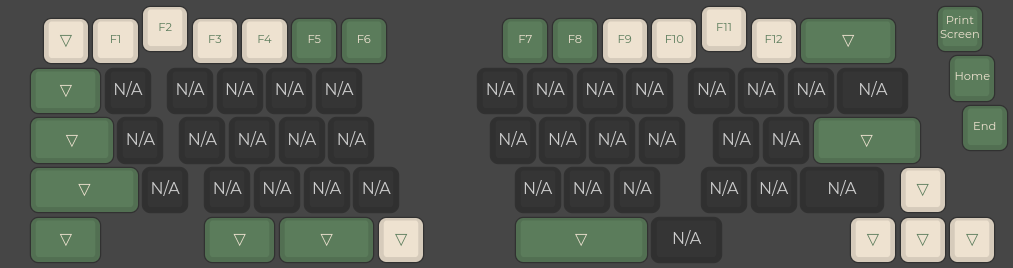 ▽ F1 F2 F3 F4 F5 F6 F7 F8 F9 F10 F11 F12 ▽ Print
Screen
▽ N/A N/A N/A N/A N/A N/A N/A N/A N/A N/A N/A N/A N/A Home
▽ N/A N/A N/A N/A N/A N/A N/A N/A N/A N/A N/A ▽ End
▽ N/A N/A N/A N/A N/A N/A N/A N/A N/A N/A N/A ▽
▽ ▽ ▽ ▽ ▽ N/A ▽ ▽ ▽